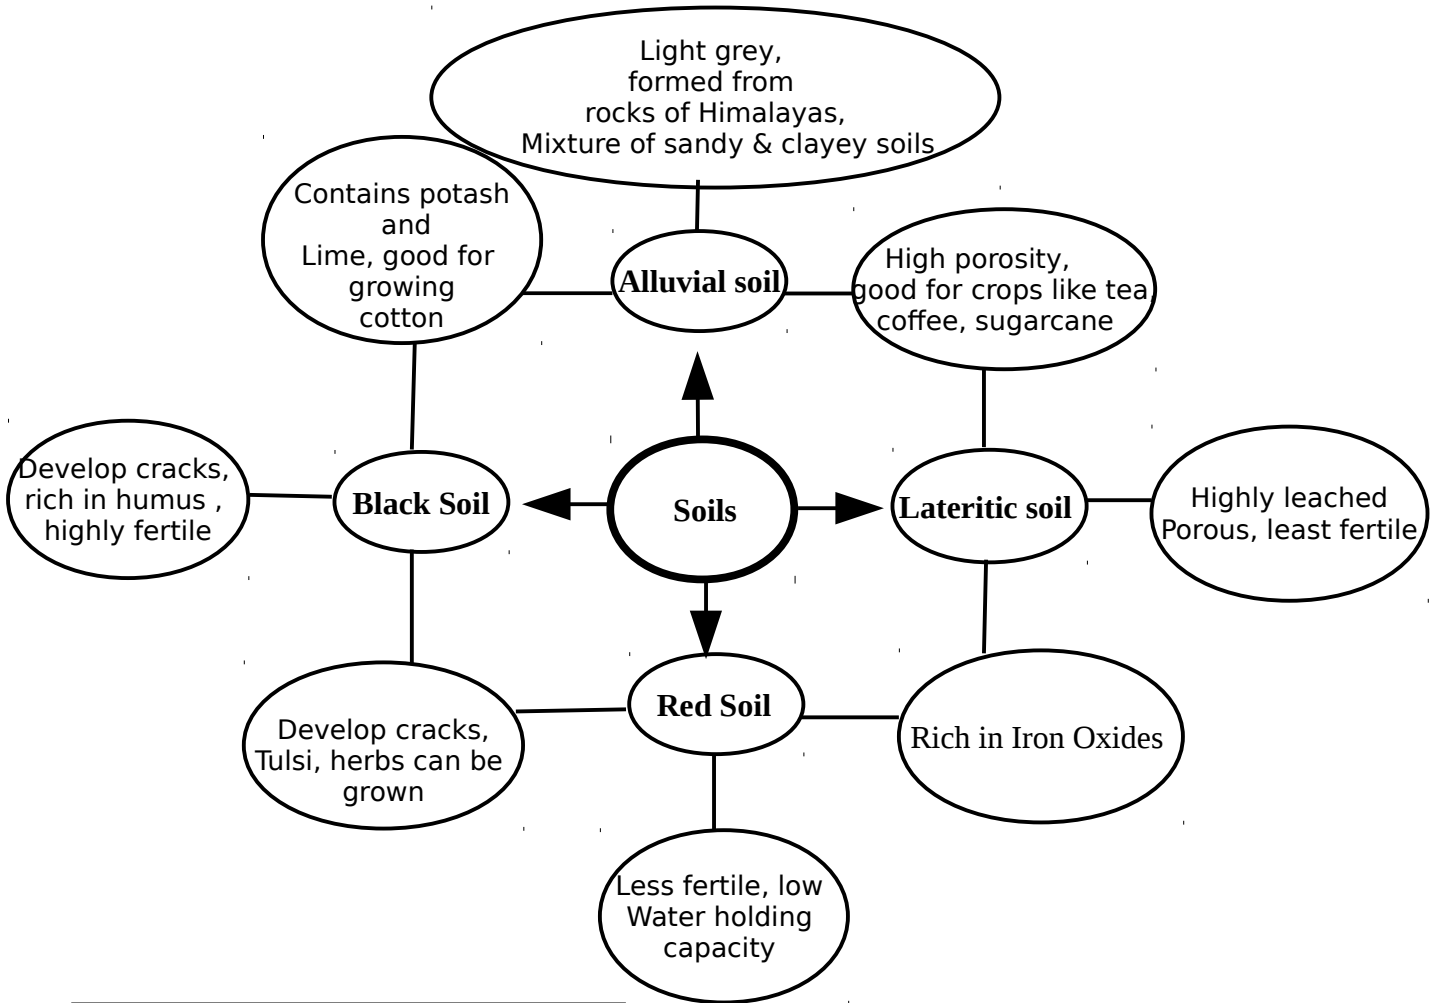 Light grey,
formed from
rocks of Himalayas,
Mixture of sandy & clayey soils
Contains potash
and
Lime, good for
growing
cotton
Alluvial soil
High porosity,
good for crops like tea,
coffee, sugarcane
Develop cracks,
rich in humus ,
highly fertile
Black Soil
Soils
Lateritic soil
Highly leached
Porous, least fertile
Develop cracks,
Tulsi, herbs can be
grown
Red Soil
Rich in Iron Oxides
Less fertile, low
Water holding
capacity